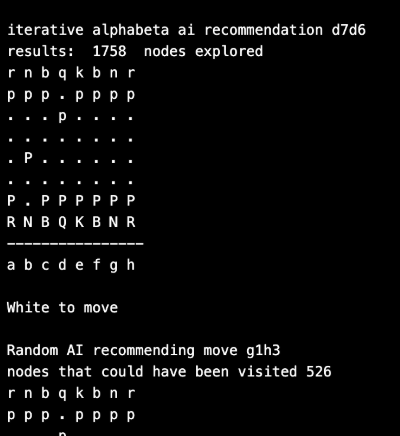 iterative alphabeta ai recommendation d7d6
results:  1758  nodes explored
r n b q k b n r
p p p . p p p p
. . . p . . . .
. . . . . . . .
. P . . . . . .
. . . . . . . .
P . P P P P P P
R N B Q K B N R
----------------
a b c d e f g h
White to move
Random AI recommending move g1h3
nodes that could have been visited 526
r n b q k b n r
p p p . p p p p
. . . p . . . .